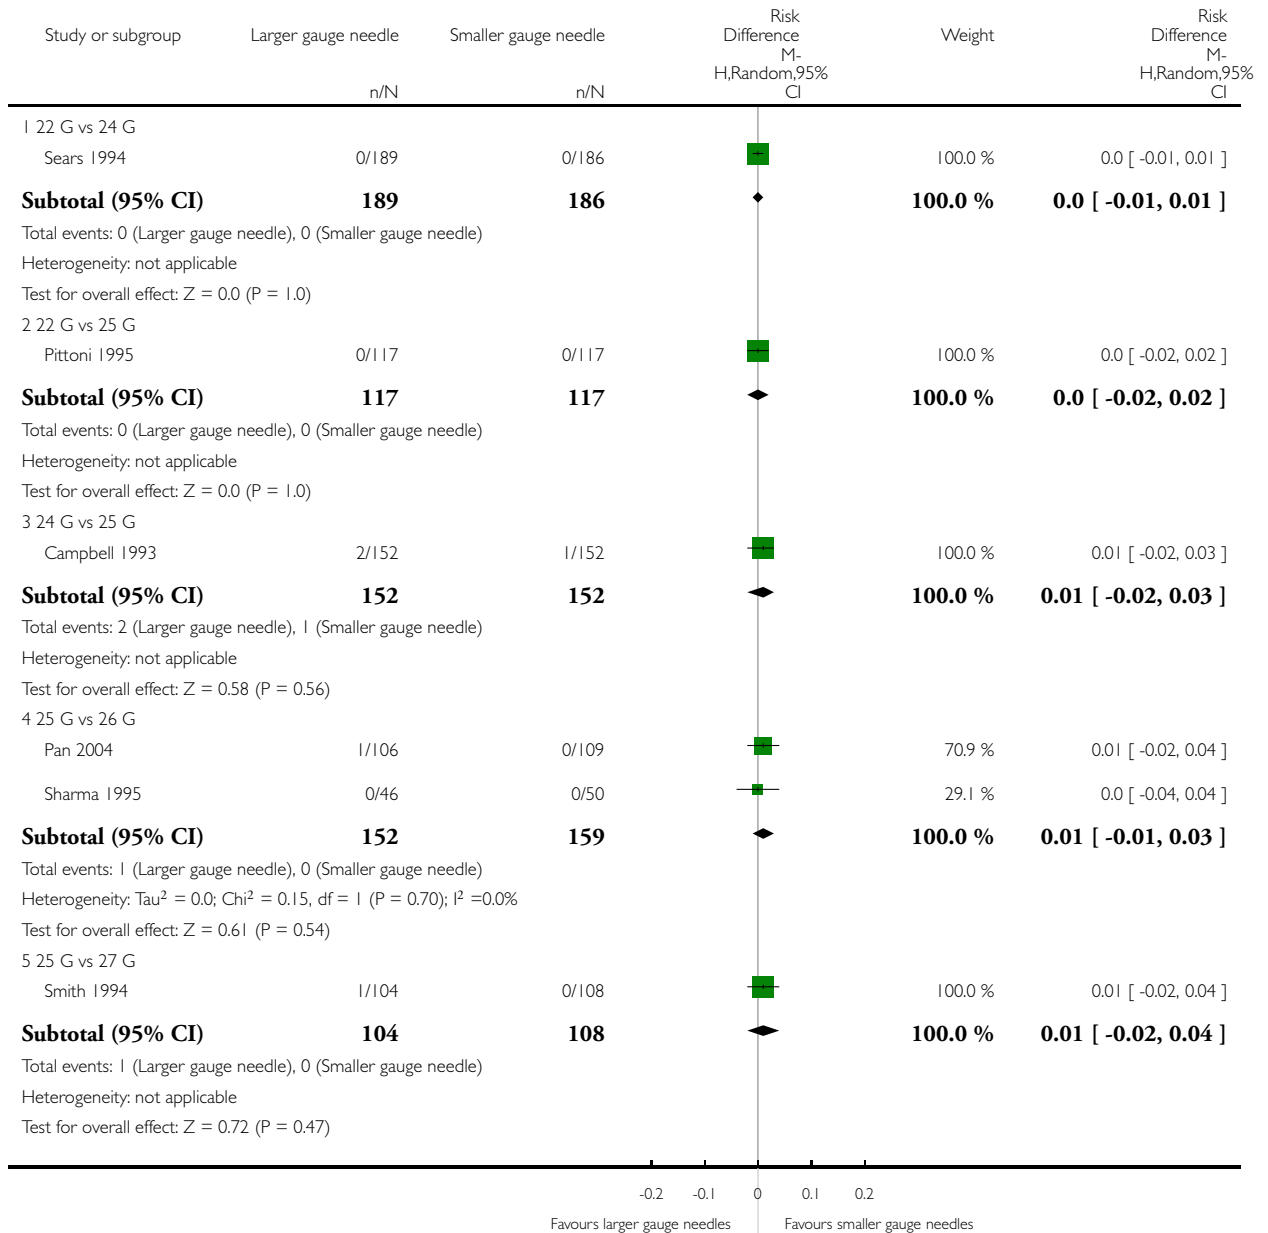 Study or subgroup Larger gauge needle Smaller gauge needle Risk Difference Weight Risk Difference
M-H,Random,95% CI M-H,Random,95% CI
n/N n/N
1 22 G vs 24 G
Sears 1994 0/189 0/186 100.0 % 0.0 [ -0.01, 0.01 ]
Subtotal (95% CI) 189 186 100.0 % 0.0 [ -0.01, 0.01 ]
Total events: 0 (Larger gauge needle), 0 (Smaller gauge needle)
Heterogeneity: not applicable
Test for overall effect: Z = 0.0 (P = 1.0)
2 22 G vs 25 G
Pittoni 1995 0/117 0/117 100.0 % 0.0 [ -0.02, 0.02 ]
Subtotal (95% CI) 117 117 100.0 % 0.0 [ -0.02, 0.02 ]
Total events: 0 (Larger gauge needle), 0 (Smaller gauge needle)
Heterogeneity: not applicable
Test for overall effect: Z = 0.0 (P = 1.0)
3 24 G vs 25 G
Campbell 1993 2/152 1/152 100.0 % 0.01 [ -0.02, 0.03 ]
Subtotal (95% CI) 152 152 100.0 % 0.01 [ -0.02, 0.03 ]
Total events: 2 (Larger gauge needle), 1 (Smaller gauge needle)
Heterogeneity: not applicable
Test for overall effect: Z = 0.58 (P = 0.56)
4 25 G vs 26 G
Pan 2004 1/106 0/109 70.9 % 0.01 [ -0.02, 0.04 ]
Sharma 1995 0/46 0/50 29.1 % 0.0 [ -0.04, 0.04 ]
Subtotal (95% CI) 152 159 100.0 % 0.01 [ -0.01, 0.03 ]
Total events: 1 (Larger gauge needle), 0 (Smaller gauge needle)
Heterogeneity: Tau² = 0.0; Chi² = 0.15, df = 1 (P = 0.70); I² =0.0%
Test for overall effect: Z = 0.61 (P = 0.54)
5 25 G vs 27 G
Smith 1994 1/104 0/108 100.0 % 0.01 [ -0.02, 0.04 ]
Subtotal (95% CI) 104 108 100.0 % 0.01 [ -0.02, 0.04 ]
Total events: 1 (Larger gauge needle), 0 (Smaller gauge needle)
Heterogeneity: not applicable
Test for overall effect: Z = 0.72 (P = 0.47)
-0.2 -0.1 0 0.1 0.2
Favours larger gauge needles Favours smaller gauge needles